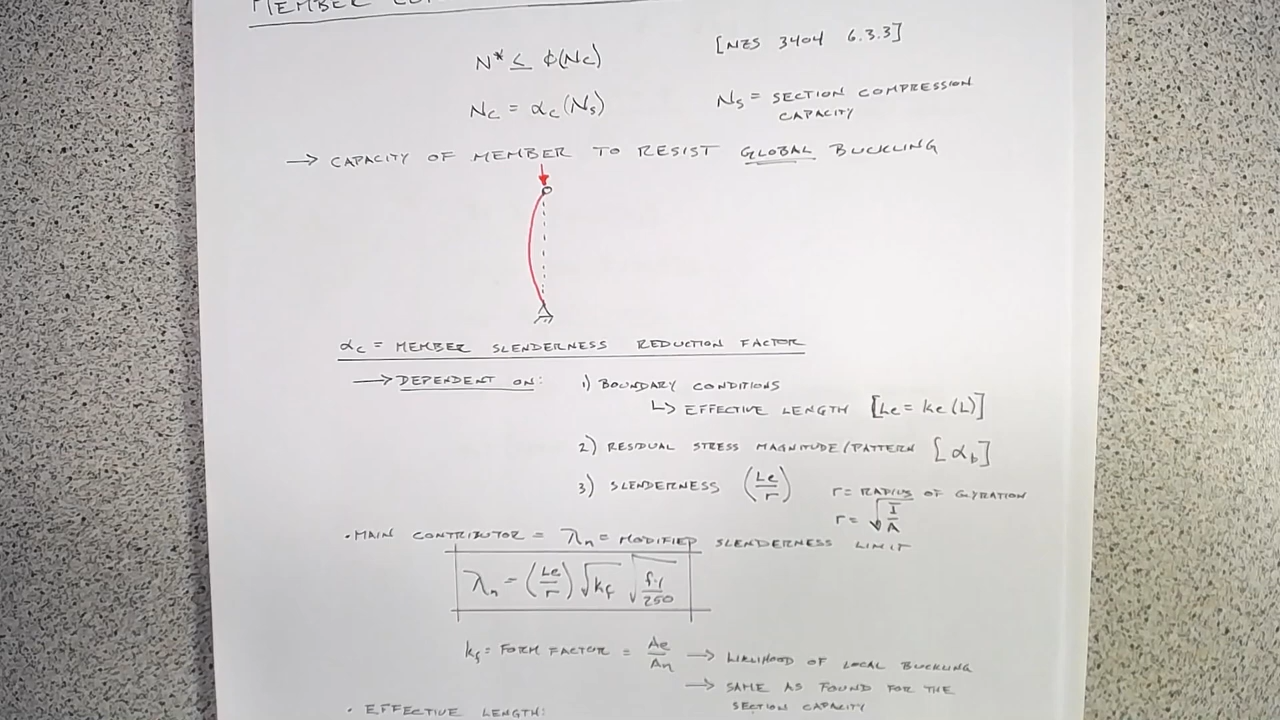 MEMBER
N* ≤ φ(Nc)
[NZS 3404 6.3.3]
Nc = αc(Ns)
Ns = SECTION COMPRESSION
CAPACITY
→ CAPACITY OF MEMBER TO RESIST GLOBAL BUCKLING
αc = MEMBER SLENDERNESS REDUCTION FACTOR
→ DEPENDENT ON:
1) BOUNDARY CONDITIONS
↳ EFFECTIVE LENGTH [Le = ke(L)]
2) RESIDUAL STRESS MAGNITUDE/PATTERN [αb]
3) SLENDERNESS (Le/r)
r = RADIUS OF GYRATION
r = √(I/A)
• MAIN CONTRIBUTOR = λn = MODIFIED SLENDERNESS LIMIT
λn = (Le/r) √kf √(fy/250)
kf = FORM FACTOR = Ae/An → LIKLIHOOD OF LOCAL BUCKLING
→ SAME AS FOUND FOR THE
SECTION CAPACITY
• EFFECTIVE LENGTH: